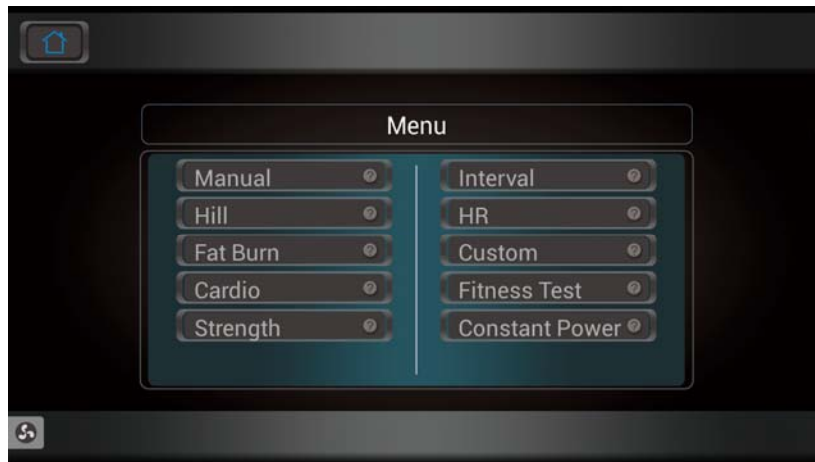 Menu
Manual
Hill
Fat Burn
Cardio
Strength
Interval
HR
Custom
Fitness Test
Constant Power